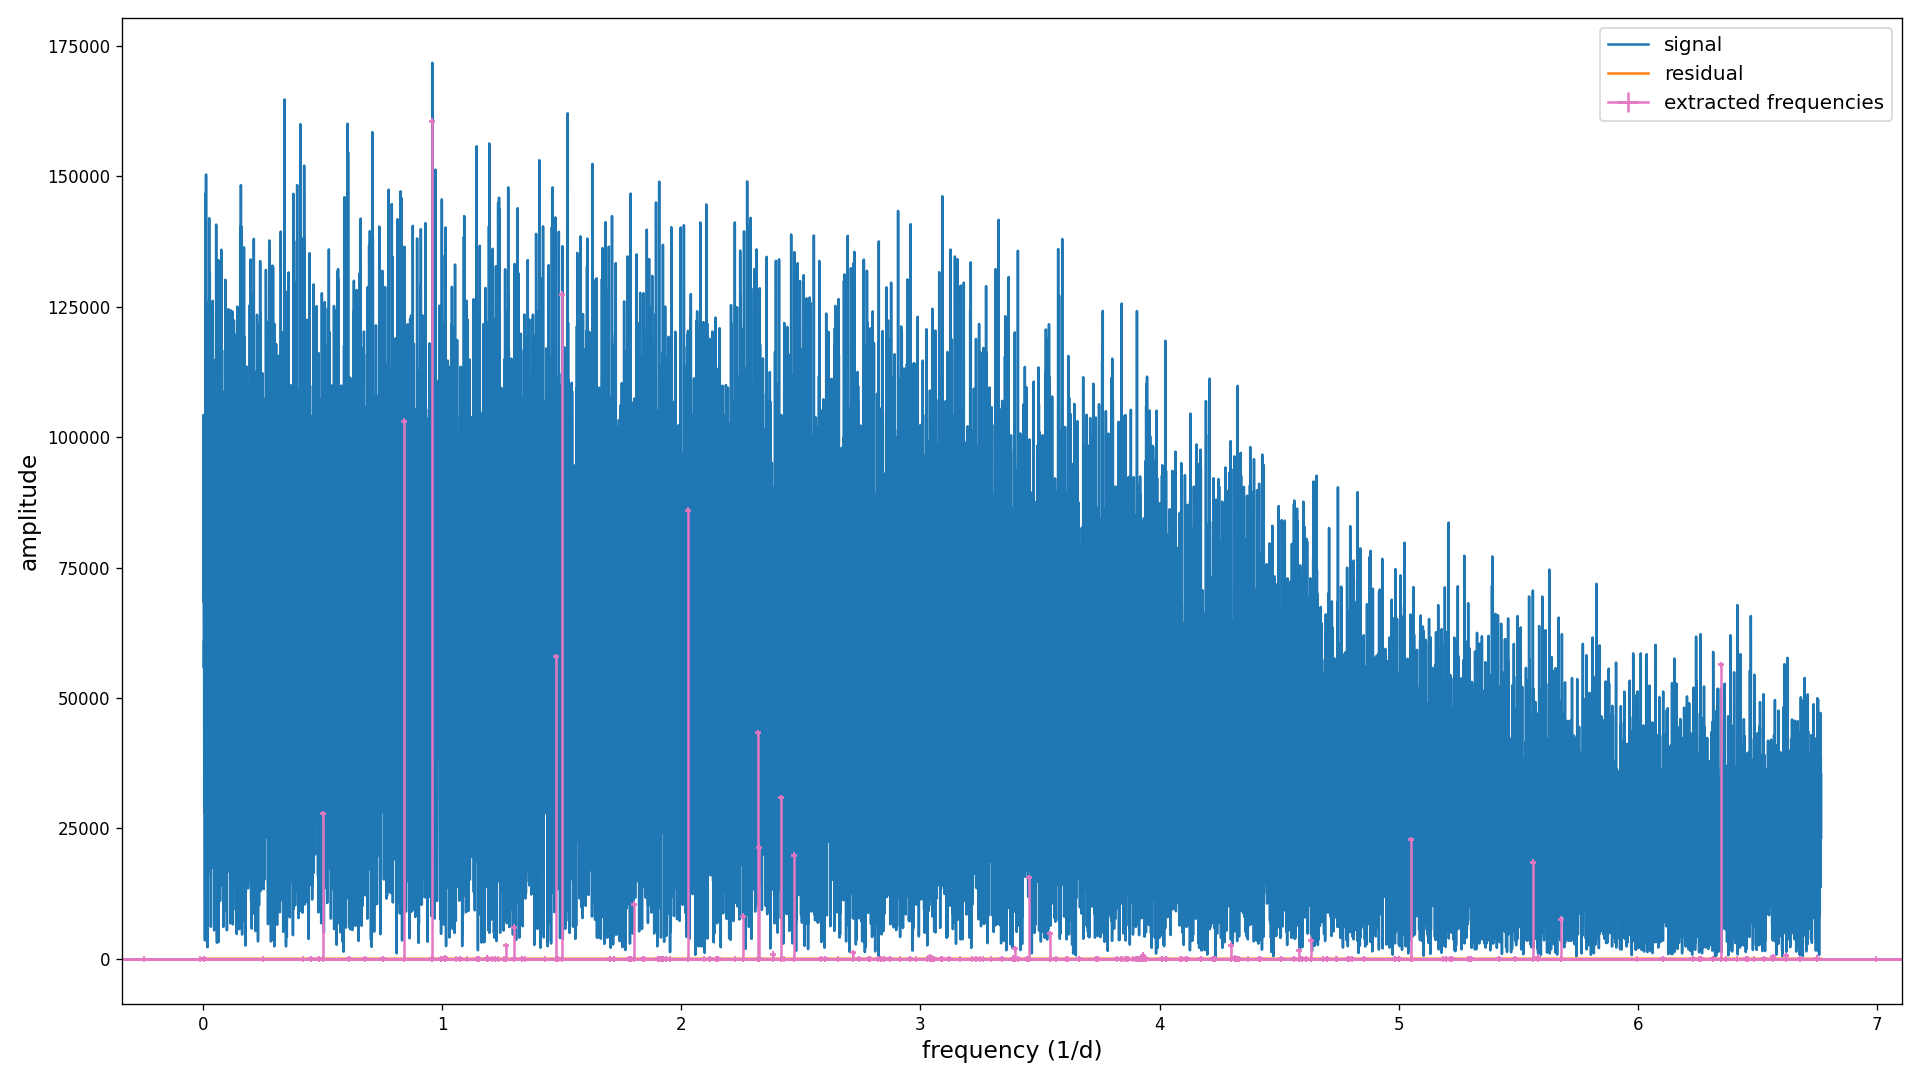 175000
150000
125000
100000
75000
50000
25000
0
amplitude
signal
residual
extracted frequencies
0 1 2 3 4 5 6 7
frequency (1/d)